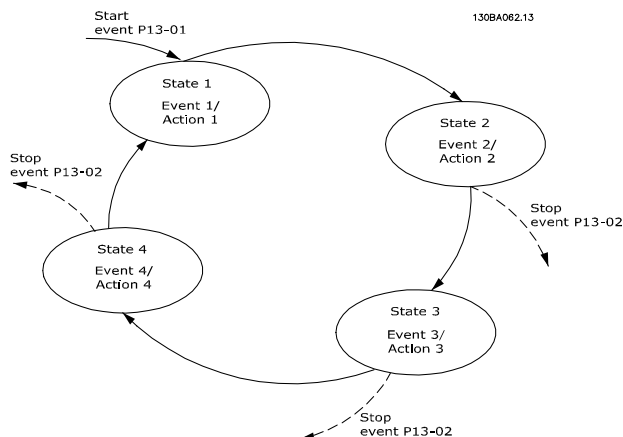 Start
event P13-01
130BA062.13
State 1
Event 1/
Action 1
State 2
Event 2/
Action 2
Stop
event P13-02
Stop
event P13-02
State 4
Event 4/
Action 4
State 3
Event 3/
Action 3
Stop
event P13-02